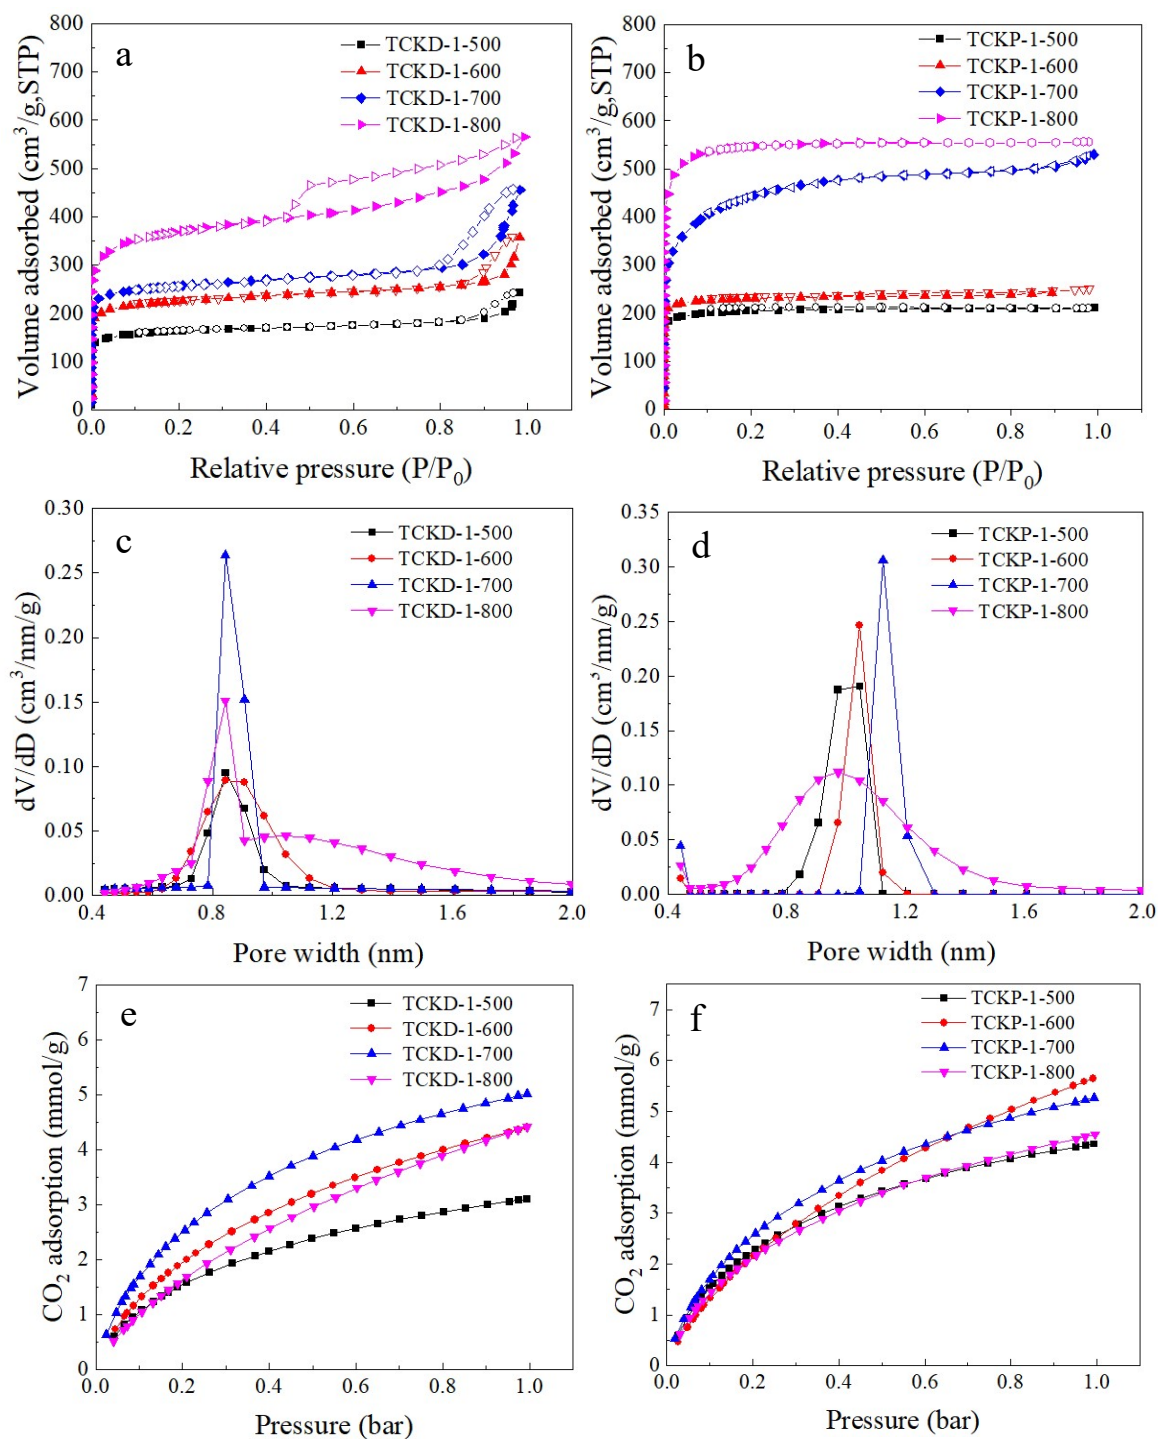 a
TCKD-1-500
TCKD-1-600
TCKD-1-700
TCKD-1-800
Volume adsorbed (cm³/g,STP)
800
700
600
500
400
300
200
100
0
0.0 0.2 0.4 0.6 0.8 1.0
Relative pressure (P/P₀)
b
TCKP-1-500
TCKP-1-600
TCKP-1-700
TCKP-1-800
Volume adsorbed (cm³/g,STP)
800
700
600
500
400
300
200
100
0
0.0 0.2 0.4 0.6 0.8 1.0
Relative pressure (P/P₀)
c
TCKD-1-500
TCKD-1-600
TCKD-1-700
TCKD-1-800
dV/dD (cm³/nm/g)
0.30
0.25
0.20
0.15
0.10
0.05
0.00
0.4 0.8 1.2 1.6 2.0
Pore width (nm)
d
TCKP-1-500
TCKP-1-600
TCKP-1-700
TCKP-1-800
dV/dD (cm³/nm/g)
0.35
0.30
0.25
0.20
0.15
0.10
0.05
0.00
0.4 0.8 1.2 1.6 2.0
Pore width (nm)
e
TCKD-1-500
TCKD-1-600
TCKD-1-700
TCKD-1-800
CO₂ adsorption (mmol/g)
7
6
5
4
3
2
1
0
0.0 0.2 0.4 0.6 0.8 1.0
Pressure (bar)
f
TCKP-1-500
TCKP-1-600
TCKP-1-700
TCKP-1-800
CO₂ adsorption (mmol/g)
7
6
5
4
3
2
1
0
0.0 0.2 0.4 0.6 0.8 1.0
Pressure (bar)